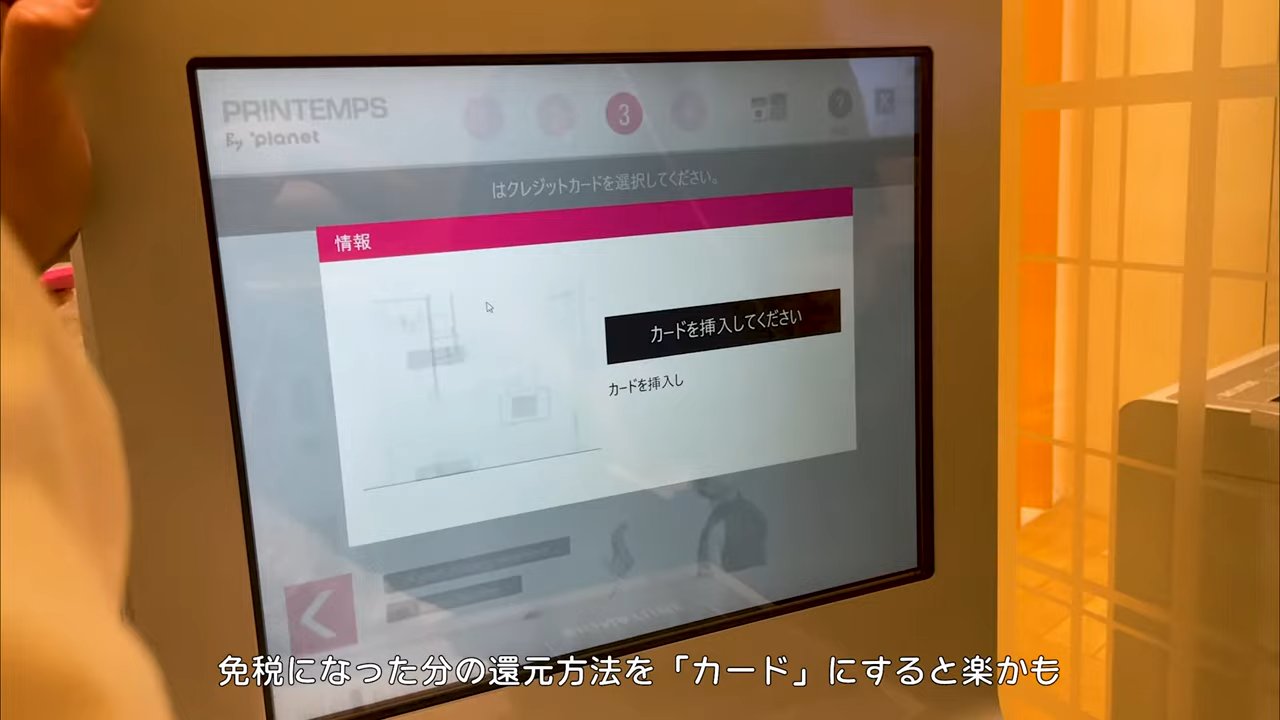 PRINTEMPS
By planet
3
?
X
はクレジットカードを選択してください。
情報
カードを挿入してください
カードを挿入し
免税になった分の還元方法を「カード」にすると楽かも